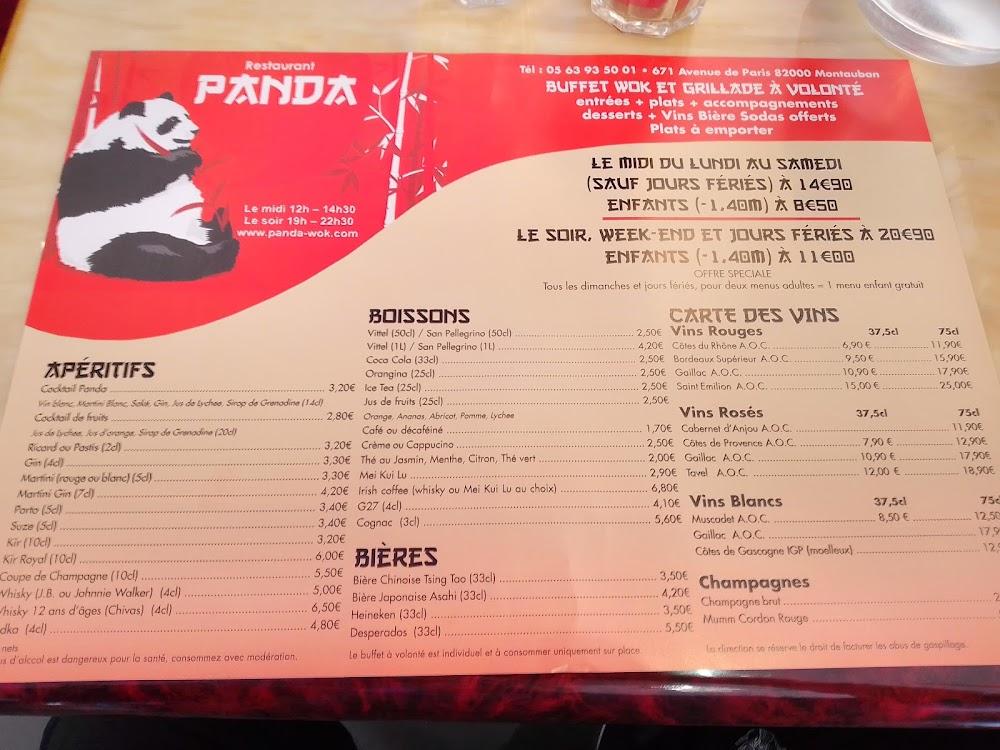 Restaurant
PANDA
Le midi 12h – 14h30
Le soir 19h – 22h30
www.panda-wok.com
Tél : 05 63 93 50 01 • 671 Avenue de Paris 82000 Montauban
BUFFET WOK ET GRILLADE À VOLONTÉ
entrées + plats + accompagnements
desserts + Vins Bière Sodas offerts
Plats à emporter
LE MIDI DU LUNDI AU SAMEDI
(SAUF JOURS FÉRIÉS) À 14€90
ENFANTS (-1,40M) À 8€50
LE SOIR, WEEK-END ET JOURS FÉRIÉS À 20€90
ENFANTS (-1,40M) À 11€00
OFFRE SPECIALE
Tous les dimanches et jours fériés, pour deux menus adultes = 1 menu enfant gratuit
APÉRITIFS
Cocktail Panda 3,20€
Vin blanc, Martini Blanc, Saké, Gin, Jus de Lychee, Sirop de Grenadine (14cl)
Cocktail de fruits 2,80€
Jus de Lychee, Jus d'orange, Sirop de Grenadine (20cl)
Ricard ou Pastis (2cl) 3,20€
Gin (4cl) 3,30€
Martini (rouge ou blanc) (5cl) 3,30€
Martini Gin (7cl) 4,20€
Porto (5cl) 3,40€
Suze (5cl) 3,40€
Kir (10cl) 3,20€
Kir Royal (10cl) 6,00€
Coupe de Champagne (10cl) 5,50€
Whisky (J.B. ou Johnnie Walker) (4cl) 5,00€
Whisky 12 ans d'âges (Chivas) (4cl) 6,50€
dka (4cl) 4,80€
nets
us d'alcool est dangereux pour la santé, consommez avec modération.
BOISSONS
Vittel (50cl) / San Pellegrino (50cl) 2,50€
Vittel (1L) / San Pellegrino (1L) 4,20€
Coca Cola (33cl) 2,50€
Orangina (25cl) 2,50€
Ice Tea (25cl) 2,50€
Jus de fruits (25cl) 2,50€
Orange, Ananas, Abricot, Pomme, Lychee
Café ou décaféiné 1,70€
Crème ou Cappucino 2,50€
Thé au Jasmin, Menthe, Citron, Thé vert 2,00€
Mei Kui Lu 2,90€
Irish coffee (whisky ou Mei Kui Lu au choix) 6,80€
G27 (4cl) 4,10€
Cognac (3cl) 5,60€
BIÈRES
Bière Chinoise Tsing Tao (33cl) 3,50€
Bière Japonaise Asahi (33cl) 4,20€
Heineken (33cl) 3,50€
Desperados (33cl) 5,50€
Le buffet à volonté est individuel et à consommer uniquement sur place.
CARTE DES VINS
Vins Rouges 37,5cl 75cl
Côtes du Rhône A.O.C. 6,90 € 11,90€
Bordeaux Supérieur A.O.C. 9,50 € 15,90€
Gaillac A.O.C. 10,90 € 17,90€
Saint Emilion A.O.C. 15,00 € 25,00€
Vins Rosés 37,5cl 75cl
Cabernet d'Anjou A.O.C. 11,90€
Côtes de Provence A.O.C. 7,90 € 12,90€
Gaillac A.O.C. 10,90 € 17,90€
Tavel A.O.C. 12,00 € 18,90€
Vins Blancs 37,5cl 75c
Muscadet A.O.C. 8,50 € 12,50
Gaillac A.O.C. 17,9
Côtes de Gascogne IGP (moelleux) 12,
Champagnes
Champagne brut 2
Mumm Cordon Rouge
La direction se réserve le droit de facturer les abus de gaspillage.